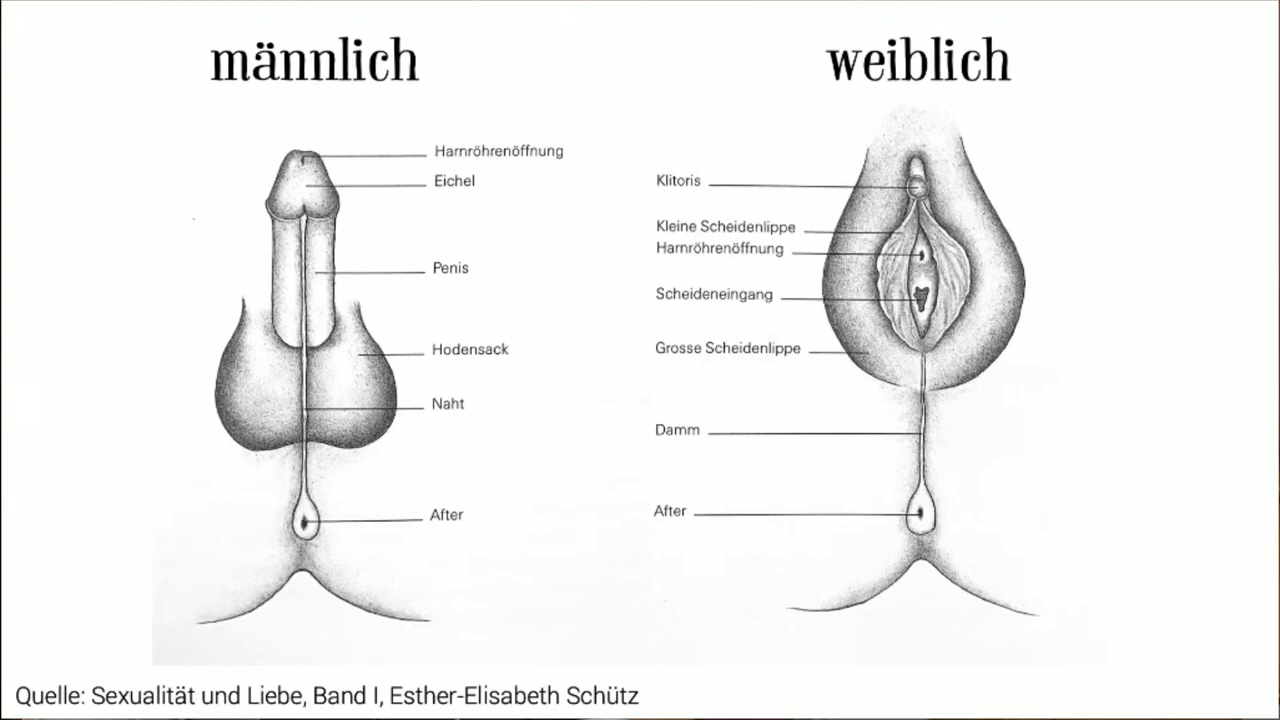 männlich
Harnröhrenöffnung
Eichel
Penis
Hodensack
Naht
After
weiblich
Klitoris
Kleine Scheidenlippe
Harnröhrenöffnung
Scheideneingang
Grosse Scheidenlippe
Damm
After
Quelle: Sexualität und Liebe, Band I, Esther-Elisabeth Schütz